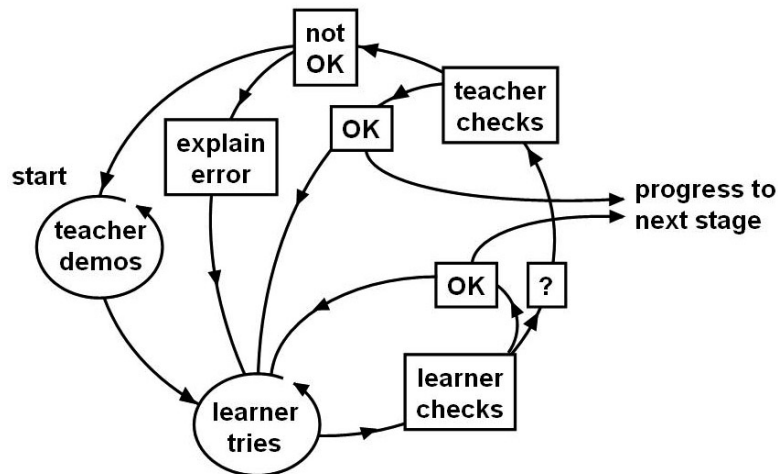 not
OK
teacher
checks
OK
explain
error
start
progress to
next stage
teacher
demos
OK
?
learner
checks
learner
tries